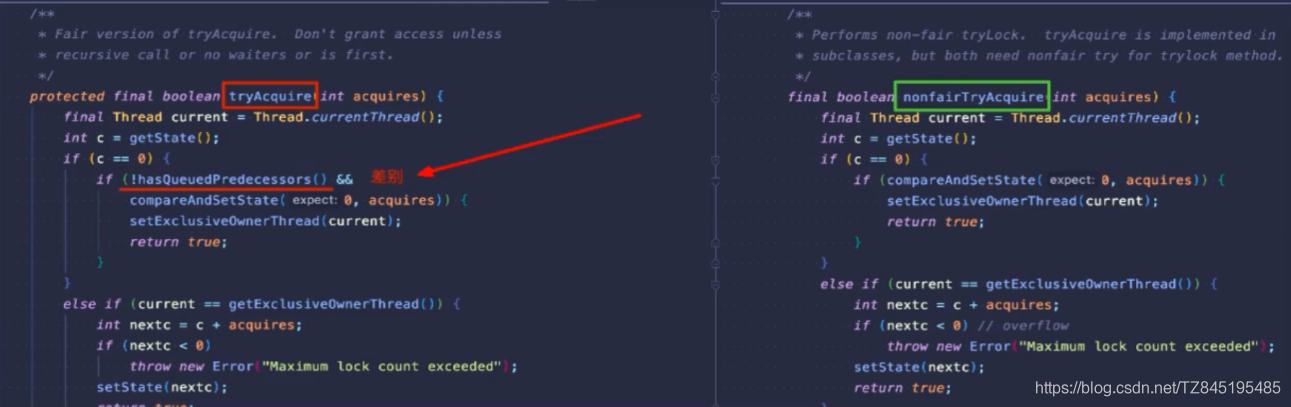 /**
 * Fair version of tryAcquire.  Don't grant access unless
 * recursive call or no waiters or is first.
 */
protected final boolean tryAcquire(int acquires) {
    final Thread current = Thread.currentThread();
    int c = getState();
    if (c == 0) {
        if (!hasQueuedPredecessors() && 差别
            compareAndSetState( expect: 0, acquires)) {
            setExclusiveOwnerThread(current);
            return true;
        }
    }
    else if (current == getExclusiveOwnerThread()) {
        int nextc = c + acquires;
        if (nextc < 0)
            throw new Error("Maximum lock count exceeded");
        setState(nextc);
        return true;
/**
 * Performs non-fair tryLock.  tryAcquire is implemented in
 * subclasses, but both need nonfair try for trylock method.
 */
final boolean nonfairTryAcquire(int acquires) {
    final Thread current = Thread.currentThread();
    int c = getState();
    if (c == 0) {
        if (compareAndSetState( expect: 0, acquires)) {
            setExclusiveOwnerThread(current);
            return true;
        }
    }
    else if (current == getExclusiveOwnerThread()) {
        int nextc = c + acquires;
        if (nextc < 0) // overflow
            throw new Error("Maximum lock count exceeded");
        setState(nextc);
        return true;
    }
https://blog.csdn.net/TZ845195485